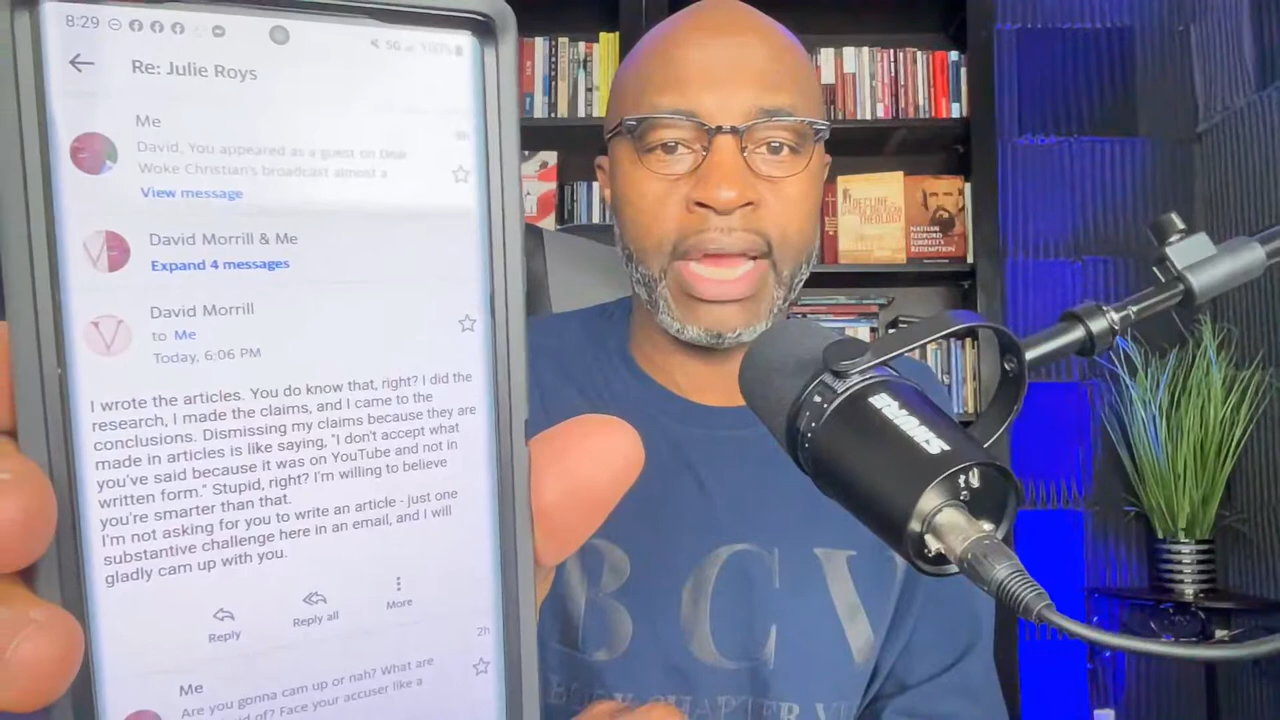 8:29
5G 100%
Re: Julie Roys
Me
David, You appeared as a guest on Dear
Woke Christian's broadcast almost a
View message
David Morrill & Me
Expand 4 messages
David Morrill
to Me
Today, 6:06 PM
I wrote the articles. You do know that, right? I did the
research, I made the claims, and I came to the
conclusions. Dismissing my claims because they are
made in articles is like saying, "I don't accept what
you've said because it was on YouTube and not in
written form." Stupid, right? I'm willing to believe
you're smarter than that.
I'm not asking for you to write an article - just one
substantive challenge here in an email, and I will
gladly cam up with you.
Reply
Reply all
More
2h
Me
Are you gonna cam up or nah? What are
of? Face your accuser like a
DECLINE
AFRICAN AMERICAN
THEOLOGY
NATHAN
BEDFORD
FORREST'S
REDEMPTION
SHURE
BCV